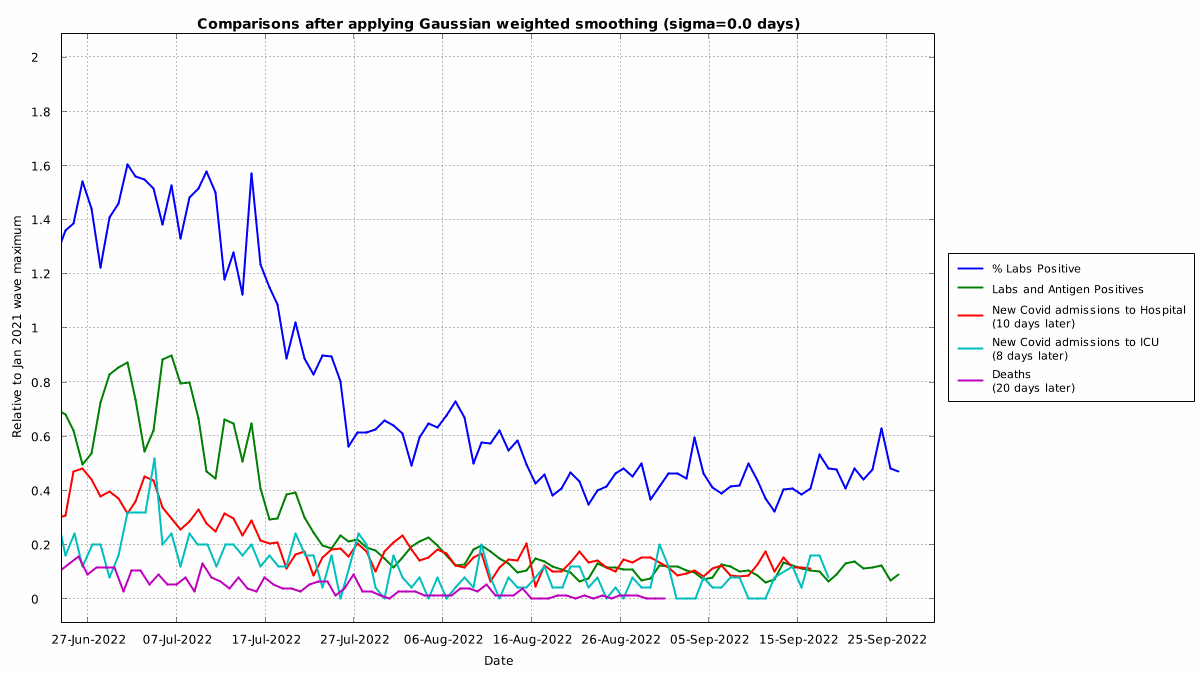 Comparisons after applying Gaussian weighted smoothing (sigma=0.0 days)
2
1.8
1.6
1.4
1.2
1
0.8
0.6
0.4
0.2
0
Relative to Jan 2021 wave maximum
27-Jun-2022 07-Jul-2022 17-Jul-2022 27-Jul-2022 06-Aug-2022 16-Aug-2022 26-Aug-2022 05-Sep-2022 15-Sep-2022 25-Sep-2022
Date
% Labs Positive
Labs and Antigen Positives
New Covid admissions to Hospital
(10 days later)
New Covid admissions to ICU
(8 days later)
Deaths
(20 days later)